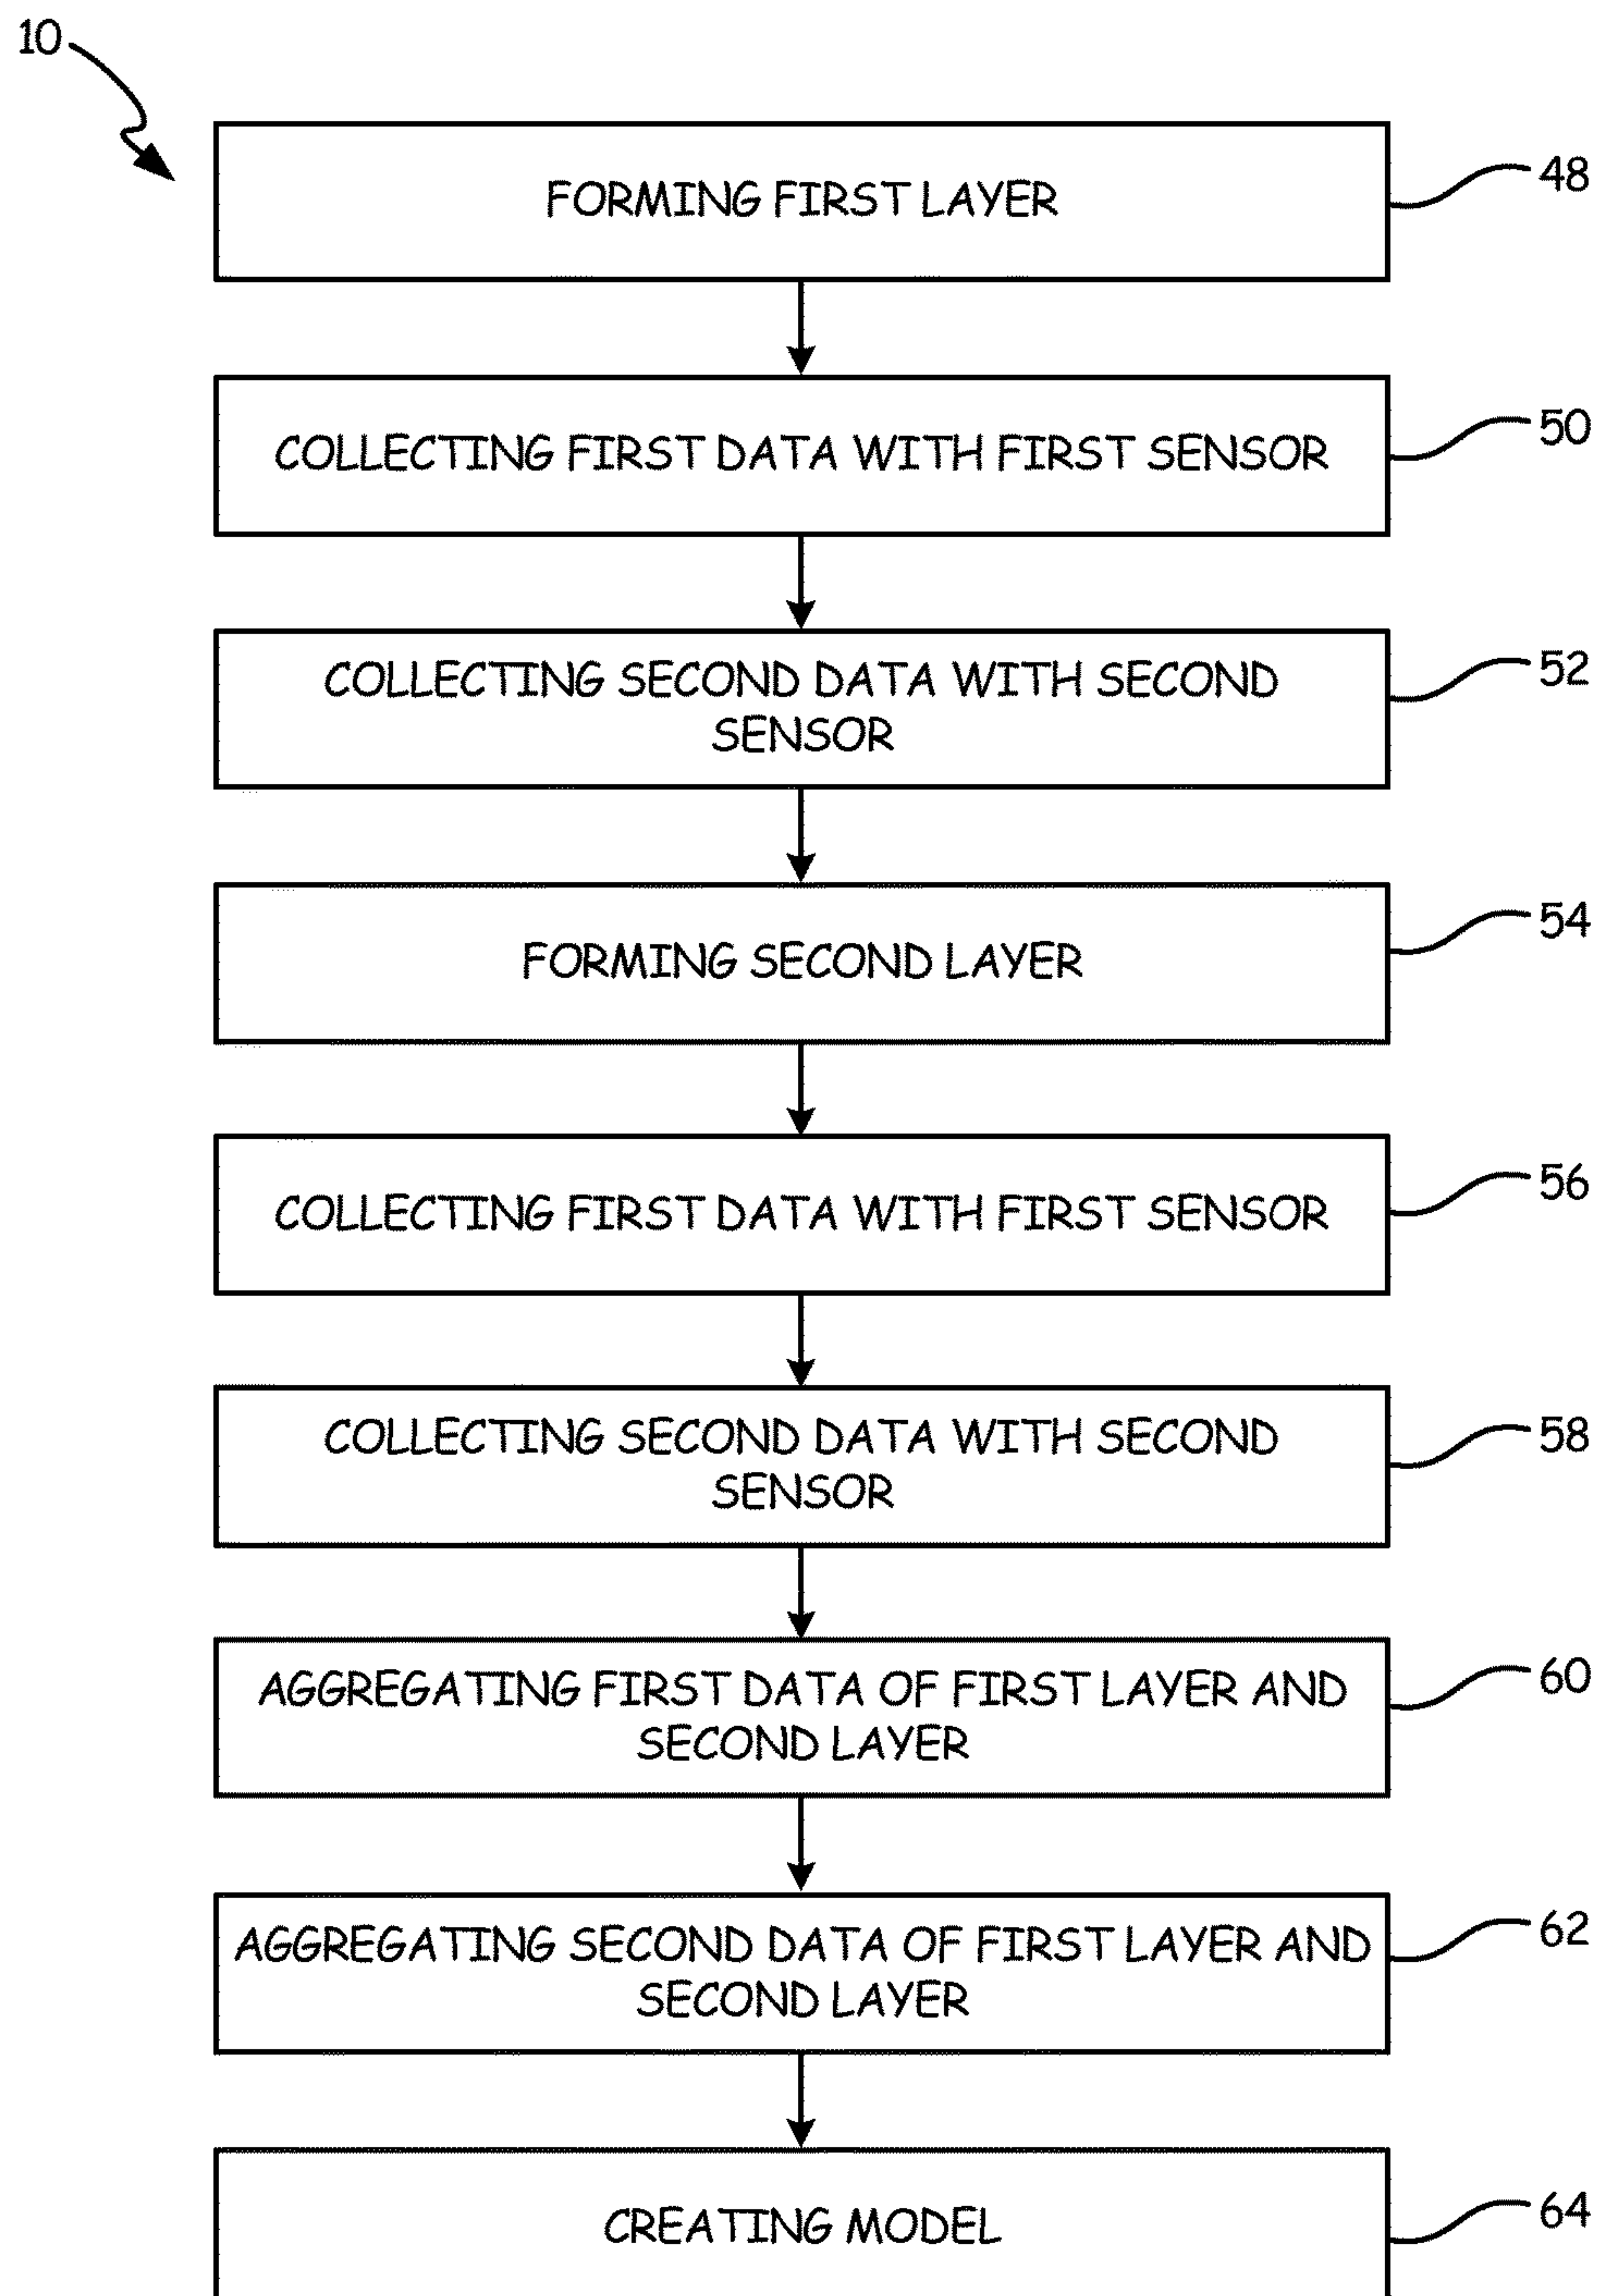 10
FORMING FIRST LAYER
48
COLLECTING FIRST DATA WITH FIRST SENSOR
50
COLLECTING SECOND DATA WITH SECOND
SENSOR
52
FORMING SECOND LAYER
54
COLLECTING FIRST DATA WITH FIRST SENSOR
56
COLLECTING SECOND DATA WITH SECOND
SENSOR
58
AGGREGATING FIRST DATA OF FIRST LAYER AND
SECOND LAYER
60
AGGREGATING SECOND DATA OF FIRST LAYER AND
SECOND LAYER
62
CREATING MODEL
64